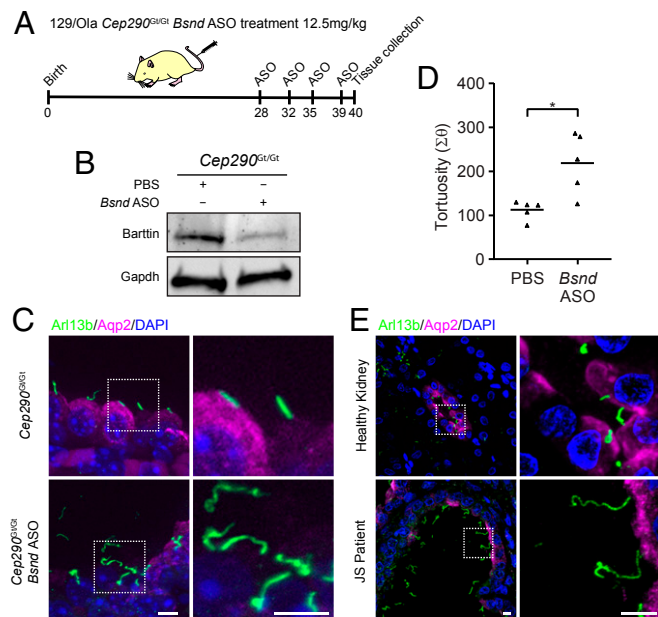 A
129/Ola Cep290Gt/Gt Bsnd ASO treatment 12.5mg/kg
Birth
ASO
ASO
ASO
ASO
Tissue collection
0
28
32
35
39
40
B
Cep290Gt/Gt
PBS
+
–
Bsnd ASO
–
+
Barttin
Gapdh
D
Tortuosity (Σθ)
400
300
200
100
0
*
PBS
Bsnd
ASO
C
Arl13b/Aqp2/DAPI
Cep290Gt/Gt
Cep290Gt/Gt
Bsnd ASO
E
Arl13b/Aqp2/DAPI
Healthy Kidney
JS Patient